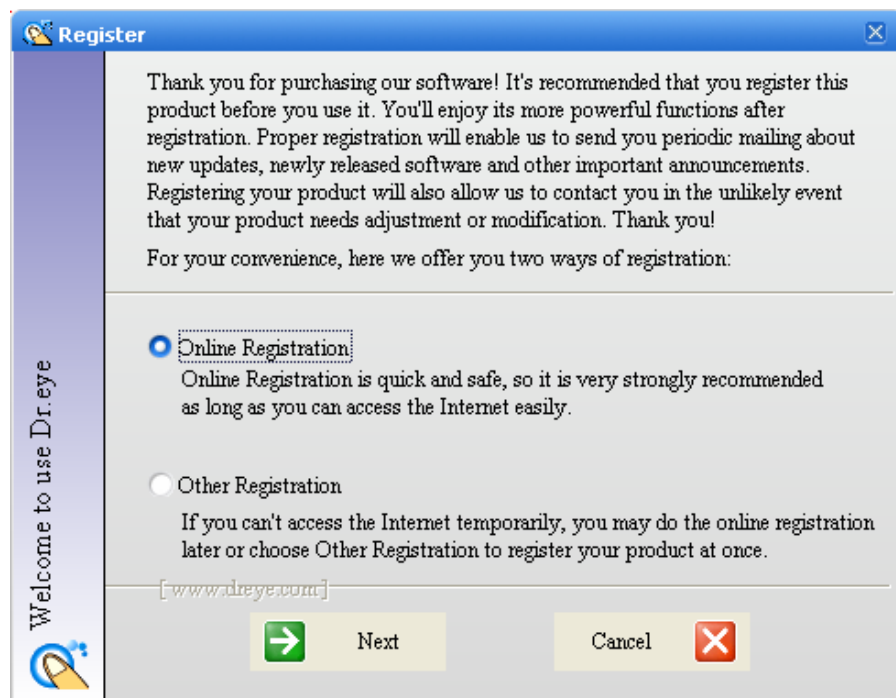 Register
Thank you for purchasing our software! It's recommended that you register this
product before you use it. You'll enjoy its more powerful functions after
registration. Proper registration will enable us to send you periodic mailing about
new updates, newly released software and other important announcements.
Registering your product will also allow us to contact you in the unlikely event
that your product needs adjustment or modification. Thank you!
For your convenience, here we offer you two ways of registration:
Online Registration
Online Registration is quick and safe, so it is very strongly recommended
as long as you can access the Internet easily.
Other Registration
If you can't access the Internet temporarily, you may do the online registration
later or choose Other Registration to register your product at once.
[ www.dreye.com ]
Next
Cancel
Welcome to use Dr.eye